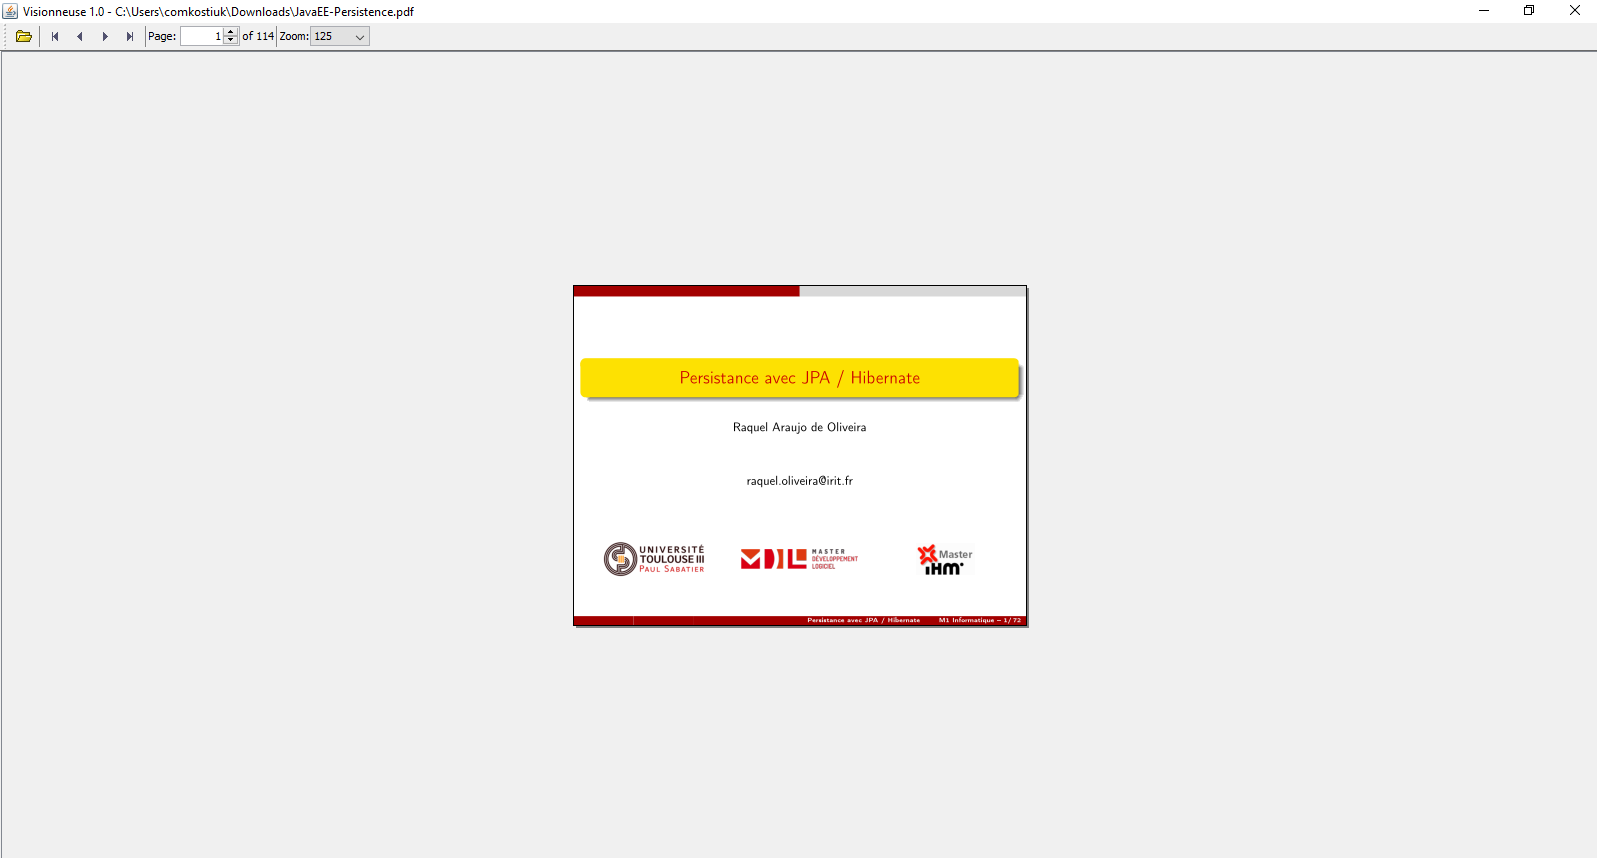 Visionneuse 1.0 - C:\Users\comkostiuk\Downloads\JavaEE-Persistence.pdf
Page: 1 of 114 Zoom: 125
Persistance avec JPA / Hibernate
Raquel Araujo de Oliveira
raquel.oliveira@irit.fr
UNIVERSITÉ
TOULOUSE III
PAUL SABATIER
MDL
MASTER
DÉVELOPPEMENT
LOGICIEL
Master
iHM
Persistance avec JPA / Hibernate M1 Informatique – 1/ 72